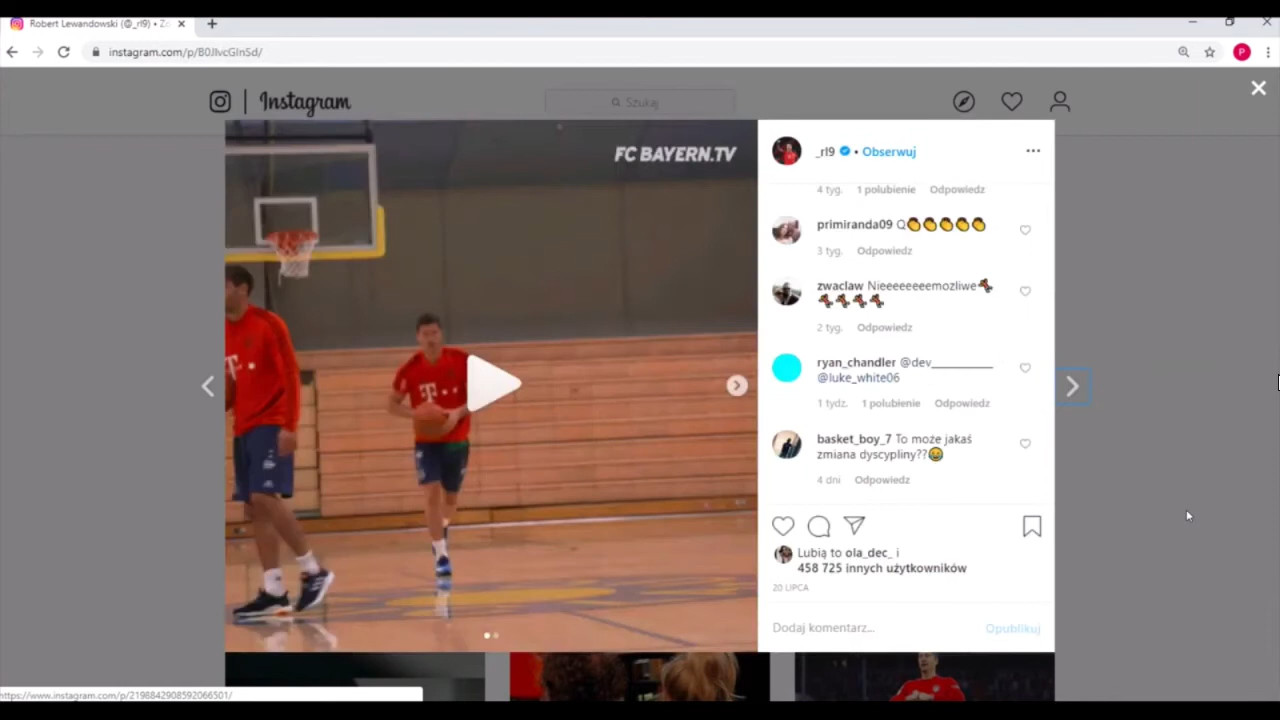 Robert Lewandowski (@_rl9) • Z
instagram.com/p/B0JIvcGInSd/
P
Instagram
Szukaj
FC BAYERN.TV
T
T
_rl9 • Obserwuj
4 tyg. 1 polubienie Odpowiedz
primiranda09 Q👏👏👏👏👏
3 tyg. Odpowiedz
zwaclaw Nieeeeeeeemozliwe
2 tyg. Odpowiedz
ryan_chandler @dev__________
@luke_white06
1 tydz. 1 polubienie Odpowiedz
basket_boy_7 To może jakaś
zmiana dyscypliny??😂
4 dni Odpowiedz
Lubią to ola_dec_ i
458 725 innych użytkowników
20 LIPCA
Dodaj komentarz... Opublikuj
https://www.instagram.com/p/2198842908592066501/